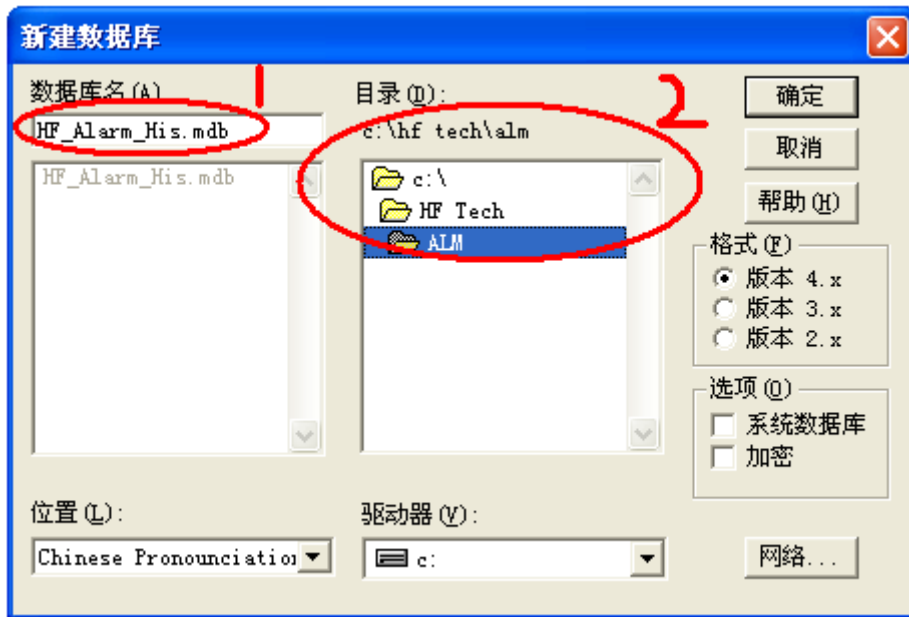 新建数据库
数据库名(A)
1
HF_Alarm_His.mdb
HF_Alarm_His.mdb
目录(D):
2
c:\hf tech\alm
c:\
HF Tech
ALM
确定
取消
帮助(H)
格式(F)
版本 4.x
版本 3.x
版本 2.x
选项(O)
系统数据库
加密
位置(L):
Chinese Pronounciation
驱动器(V):
c:
网络...